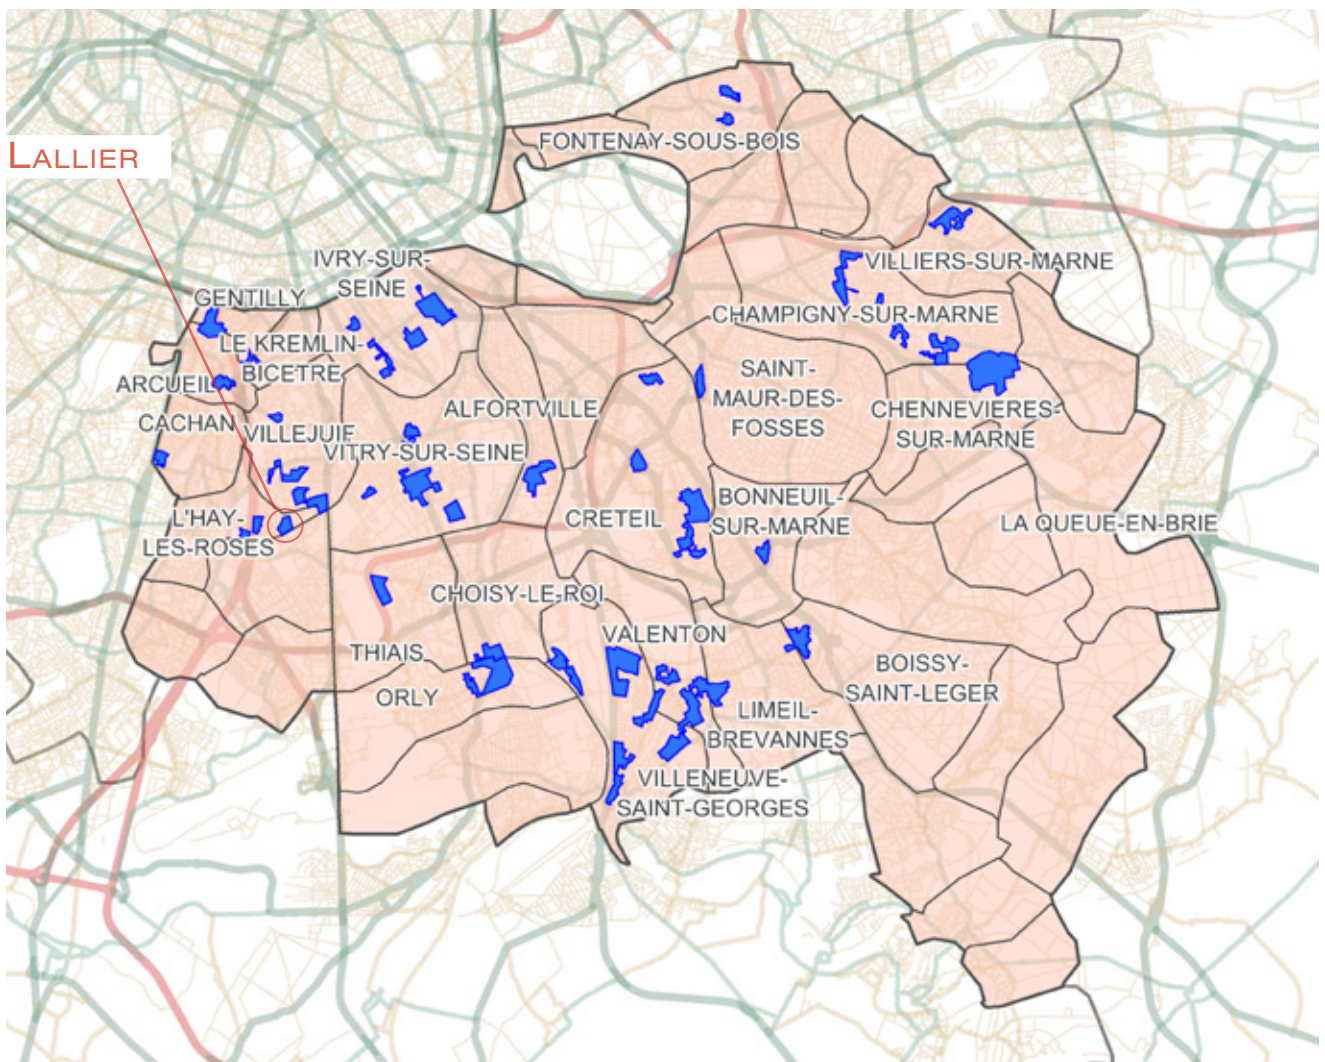 FONTENAY-SOUS-BOIS
LALLIER
IVRY-SUR-
SEINE
VILLIERS-SUR-MARNE
GENTILLY
CHAMPIGNY-SUR-MARNE
LE KREMLIN-
BICETRE
ARCUEIL
SAINT-
MAUR-DES-
FOSSES
ALFORTVILLE
CHENNEVIERES-
SUR-MARNE
CACHAN
VILLEJUIF
VITRY-SUR-SEINE
BONNEUIL-
SUR-MARNE
L'HAY-
LES-ROSES
CRETEIL
LA QUEUE-EN-BRIE
CHOISY-LE-ROI
VALENTON
THIAIS
BOISSY-
SAINT-LEGER
ORLY
LIMEIL-
BREVANNES
VILLENEUVE-
SAINT-GEORGES